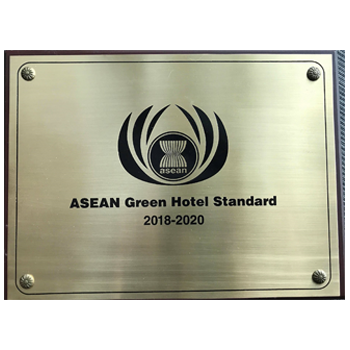 asean
ASEAN Green Hotel Standard
2018-2020